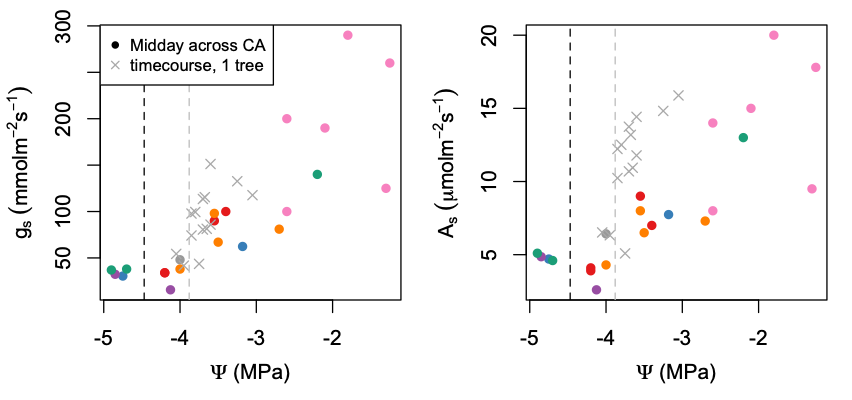 300
200
100
50
gₛ (mmolm⁻²s⁻¹)
Midday across CA
timecourse, 1 tree
-5 -4 -3 -2
Ψ (MPa)
20
15
10
5
Aₛ (μmolm⁻²s⁻¹)
-5 -4 -3 -2
Ψ (MPa)